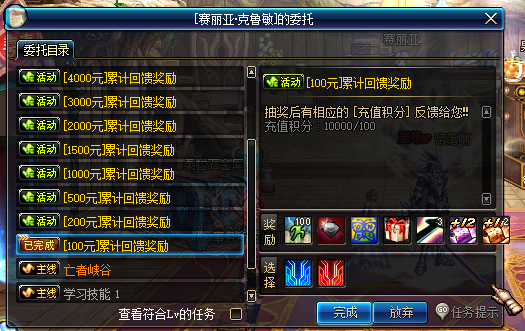 [赛丽亚·克鲁敏]的委托
赛丽亚
委托目录
活动 [4000元]累计回馈奖励
活动 [3000元]累计回馈奖励
活动 [2000元]累计回馈奖励
活动 [1500元]累计回馈奖励
活动 [1000元]累计回馈奖励
活动 [500元]累计回馈奖励
活动 [200元]累计回馈奖励
已完成 [100元]累计回馈奖励
主线 亡者峡谷
主线 学习技能 1
查看符合Lv的任务
活动 [100元]累计回馈奖励
抽奖后有相应的 [充值积分] 反馈给您!!
充值积分 : 10000/100
奖励
100
3
+12
+12
选择
完成
放弃
GO 任务提示